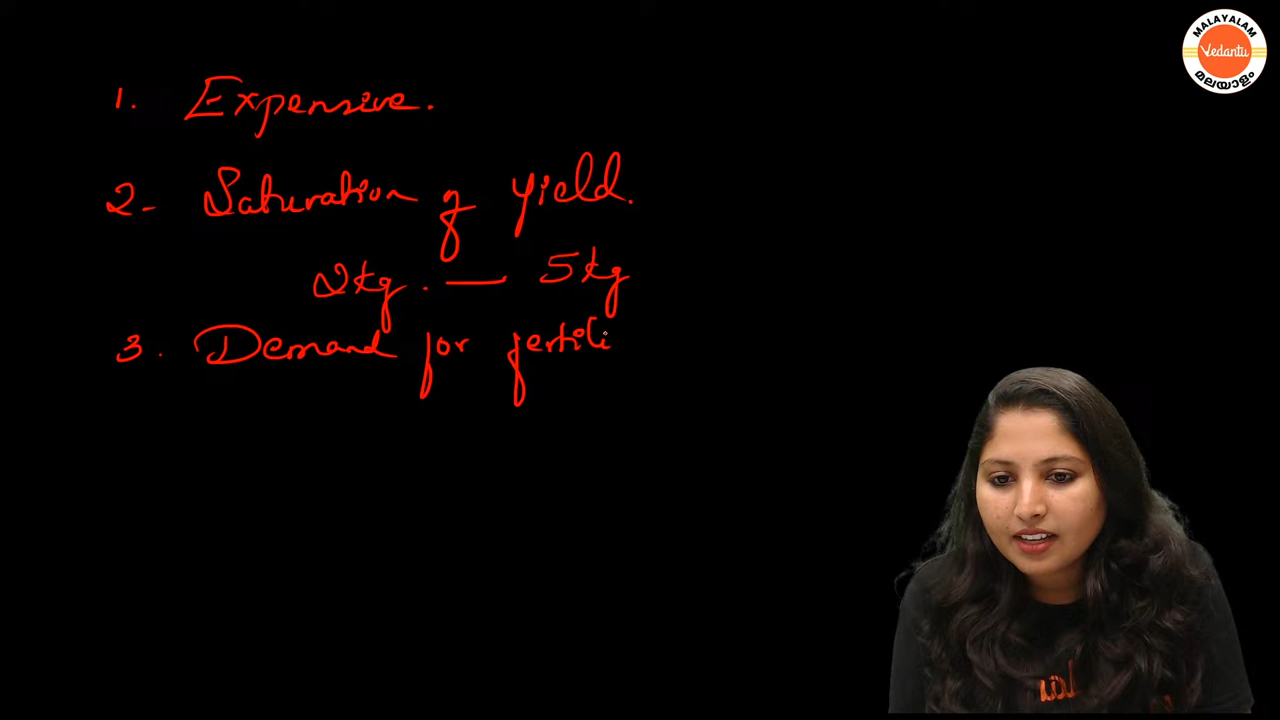 MALAYALAM
Vedantu
മലയാളം
1. Expensive.
2- Saturation of yield.
2kg. — 5kg
3. Demand for fertili